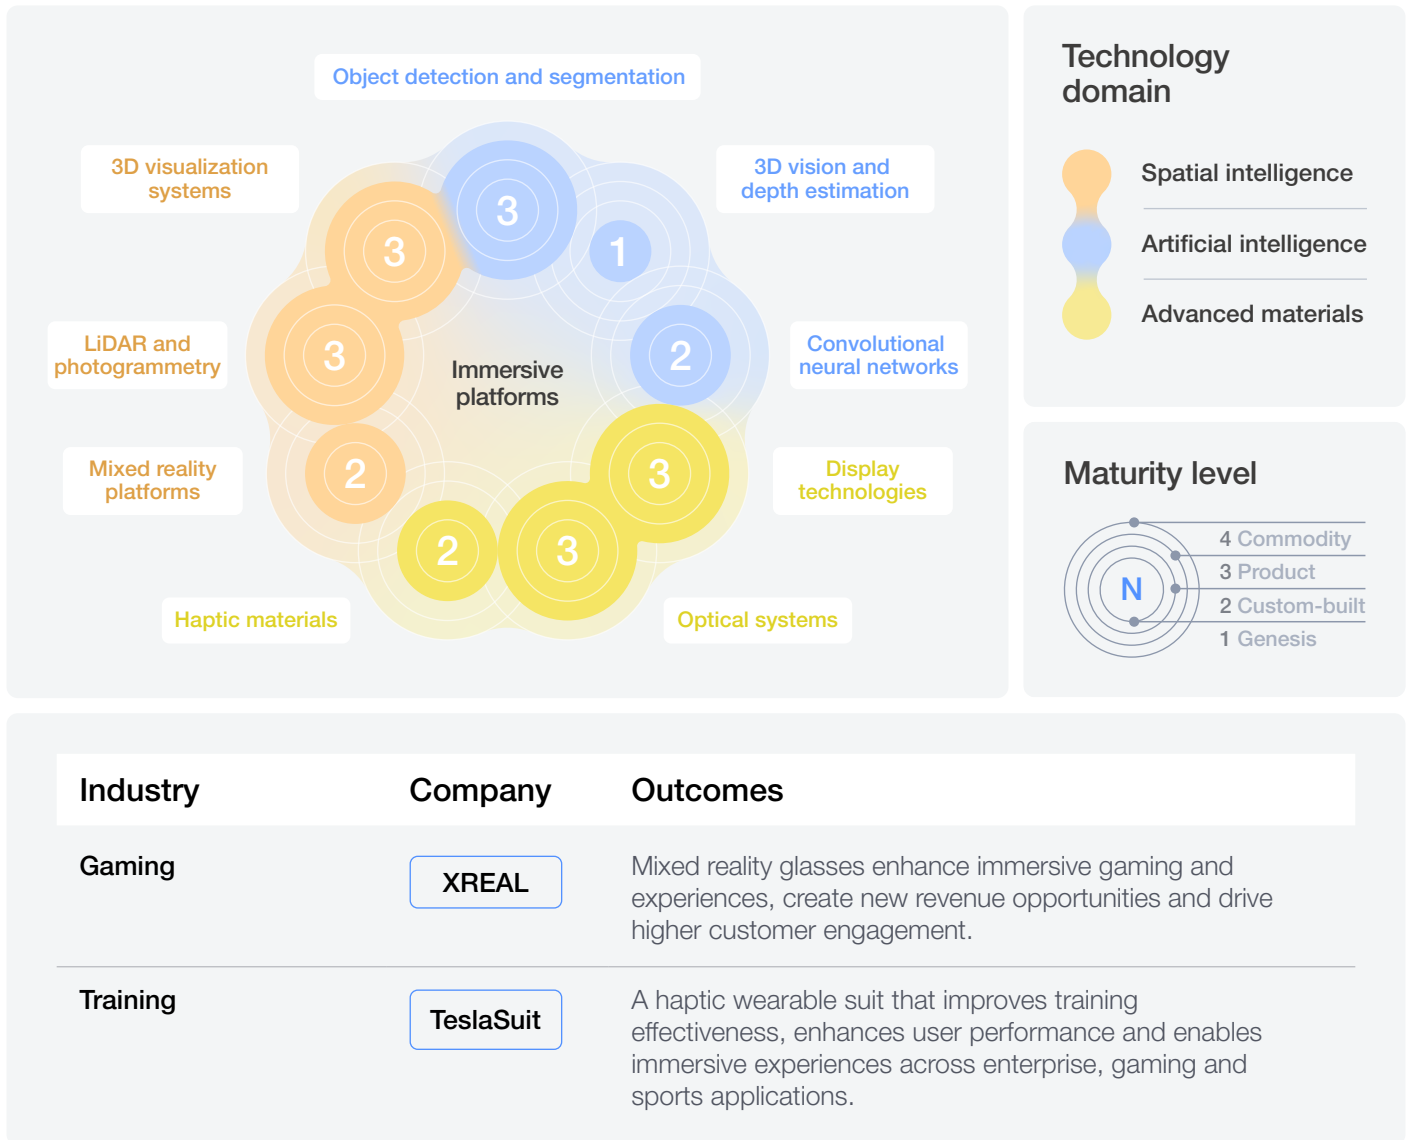 Object detection and segmentation
3D visualization
systems
3D vision and
depth estimation
3
3
1
LiDAR and
photogrammetry
3
Immersive
platforms
2
Convolutional
neural networks
Mixed reality
platforms
2
3
Display
technologies
2
3
Haptic materials
Optical systems
Technology
domain
Spatial intelligence
Artificial intelligence
Advanced materials
Maturity level
N
4 Commodity
3 Product
2 Custom-built
1 Genesis
Industry Company Outcomes
Gaming
XREAL
Mixed reality glasses enhance immersive gaming and
experiences, create new revenue opportunities and drive
higher customer engagement.
Training
TeslaSuit
A haptic wearable suit that improves training
effectiveness, enhances user performance and enables
immersive experiences across enterprise, gaming and
sports applications.